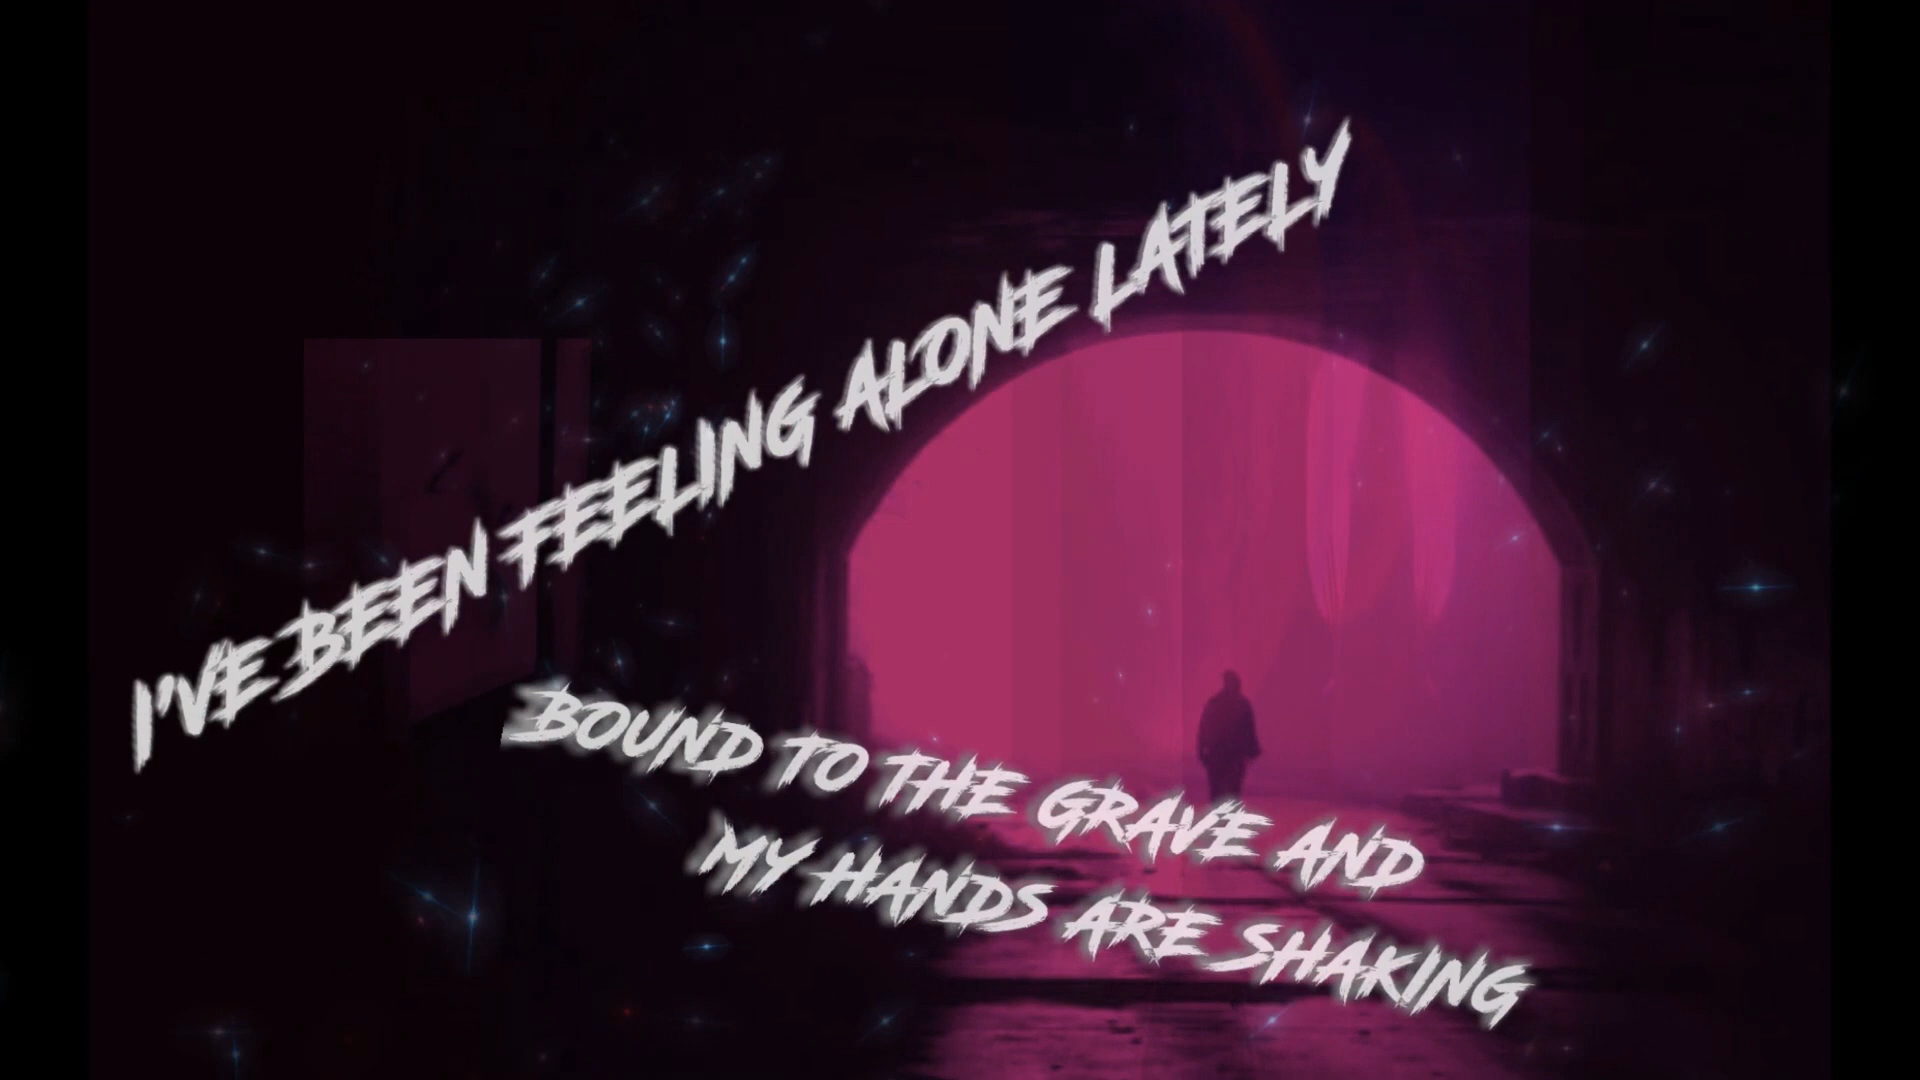 I'VE BEEN FEELING ALONE LATELY
BOUND TO THE GRAVE AND
MY HANDS ARE SHAKING